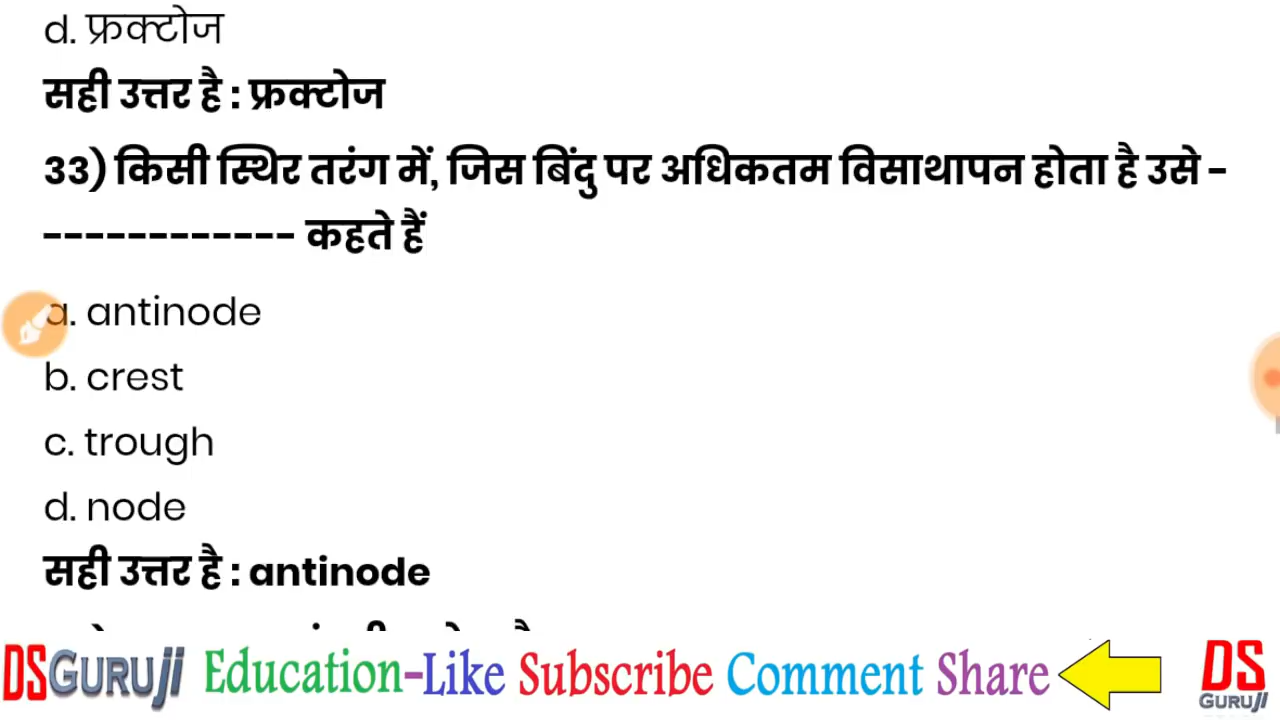 d. फ्रक्टोज
सही उत्तर है : फ्रक्टोज
33) किसी स्थिर तरंग में, जिस बिंदु पर अधिकतम विसाथापन होता है उसे -
------------ कहते हैं
a. antinode
b. crest
c. trough
d. node
सही उत्तर है : antinode
DSGURUJI Education-Like Subscribe Comment Share DS GURUJI